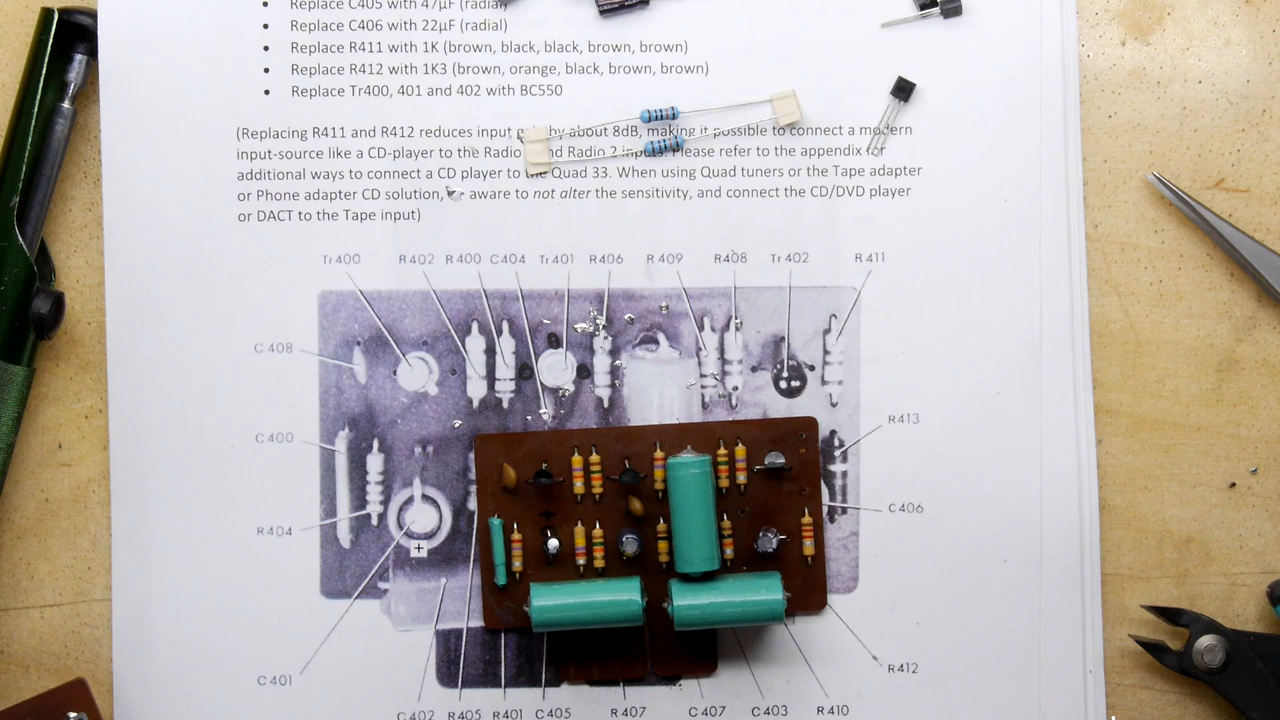 Replace C405 with 47µF (radial)
• Replace C406 with 22µF (radial)
• Replace R411 with 1K (brown, black, black, brown, brown)
• Replace R412 with 1K3 (brown, orange, black, brown, brown)
• Replace Tr400, 401 and 402 with BC550
(Replacing R411 and R412 reduces input by about 8dB, making it possible to connect a modern
input-source like a CD-player to the Radio and Radio 2 inputs. Please refer to the appendix for
additional ways to connect a CD player to the Quad 33. When using Quad tuners or the Tape adapter
or Phone adapter CD solution, aware to not alter the sensitivity, and connect the CD/DVD player
or DACT to the Tape input)
Tr400 R402 R400 C404 Tr401 R406 R409 R408 Tr402 R411
C408
C400
R413
C406
R404
+
R412
C401
C402 R405 R401 C405 R407 C407 C403 R410